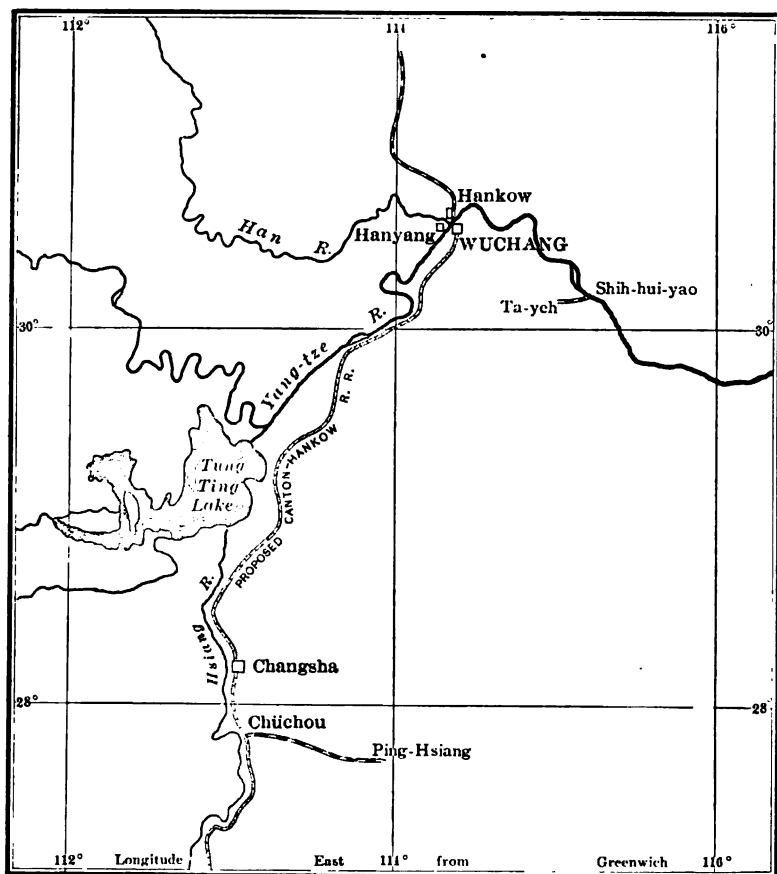 112°
114°
116°
Hankow
Han R.
Hanyang
WUCHANG
Shih-hui-yao
Ta-yeh
30°
30°
Yang-tze R.
PROPOSED CANTON-HANKOW R. R.
Tung
Ting
Lake
Hsiang R.
Changsha
28°
28°
Chüchou
Ping-Hsiang
112°
Longitude East 114° from Greenwich 116°